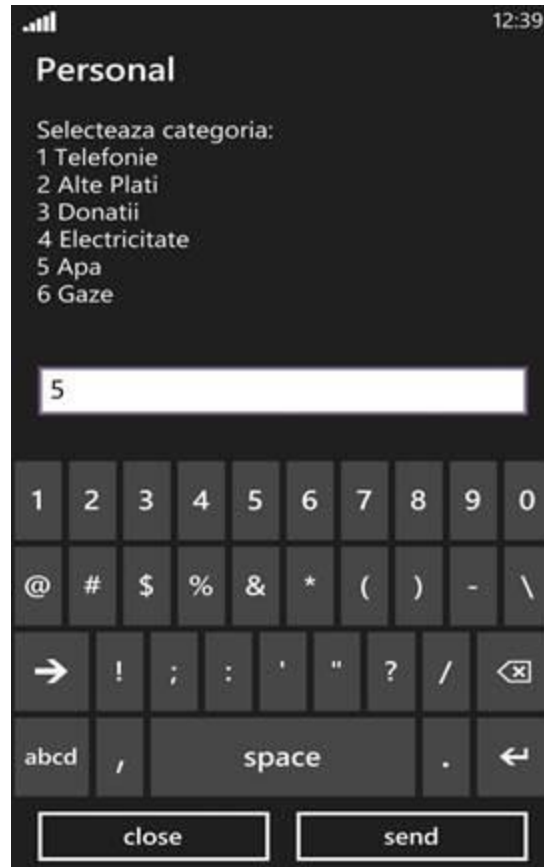 12:39
Personal
Selecteaza categoria:
1 Telefonie
2 Alte Plati
3 Donatii
4 Electricitate
5 Apa
6 Gaze
5
1 2 3 4 5 6 7 8 9 0
@ # $ % & * ( ) - \
! ; : ' " ? /
abcd , space .
close send